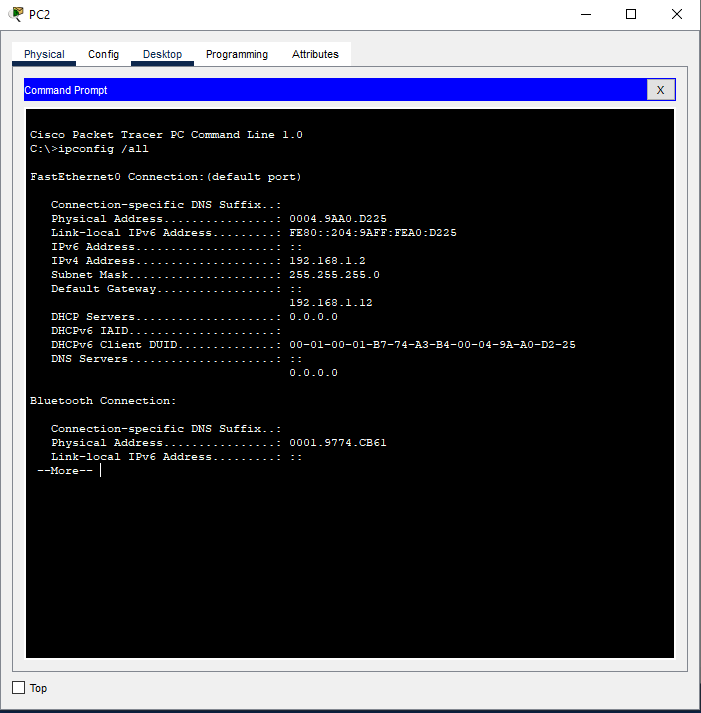 PC2
Physical Config Desktop Programming Attributes
Command Prompt X
Cisco Packet Tracer PC Command Line 1.0
C:\>ipconfig /all
FastEthernet0 Connection:(default port)
Connection-specific DNS Suffix..:
Physical Address................: 0004.9AA0.D225
Link-local IPv6 Address.........: FE80::204:9AFF:FEA0:D225
IPv6 Address....................: ::
IPv4 Address....................: 192.168.1.2
Subnet Mask.....................: 255.255.255.0
Default Gateway.................: ::
192.168.1.12
DHCP Servers....................: 0.0.0.0
DHCPv6 IAID.....................:
DHCPv6 Client DUID..............: 00-01-00-01-B7-74-A3-B4-00-04-9A-A0-D2-25
DNS Servers.....................: ::
0.0.0.0
Bluetooth Connection:
Connection-specific DNS Suffix..:
Physical Address................: 0001.9774.CB61
Link-local IPv6 Address.........: ::
--More--
Top